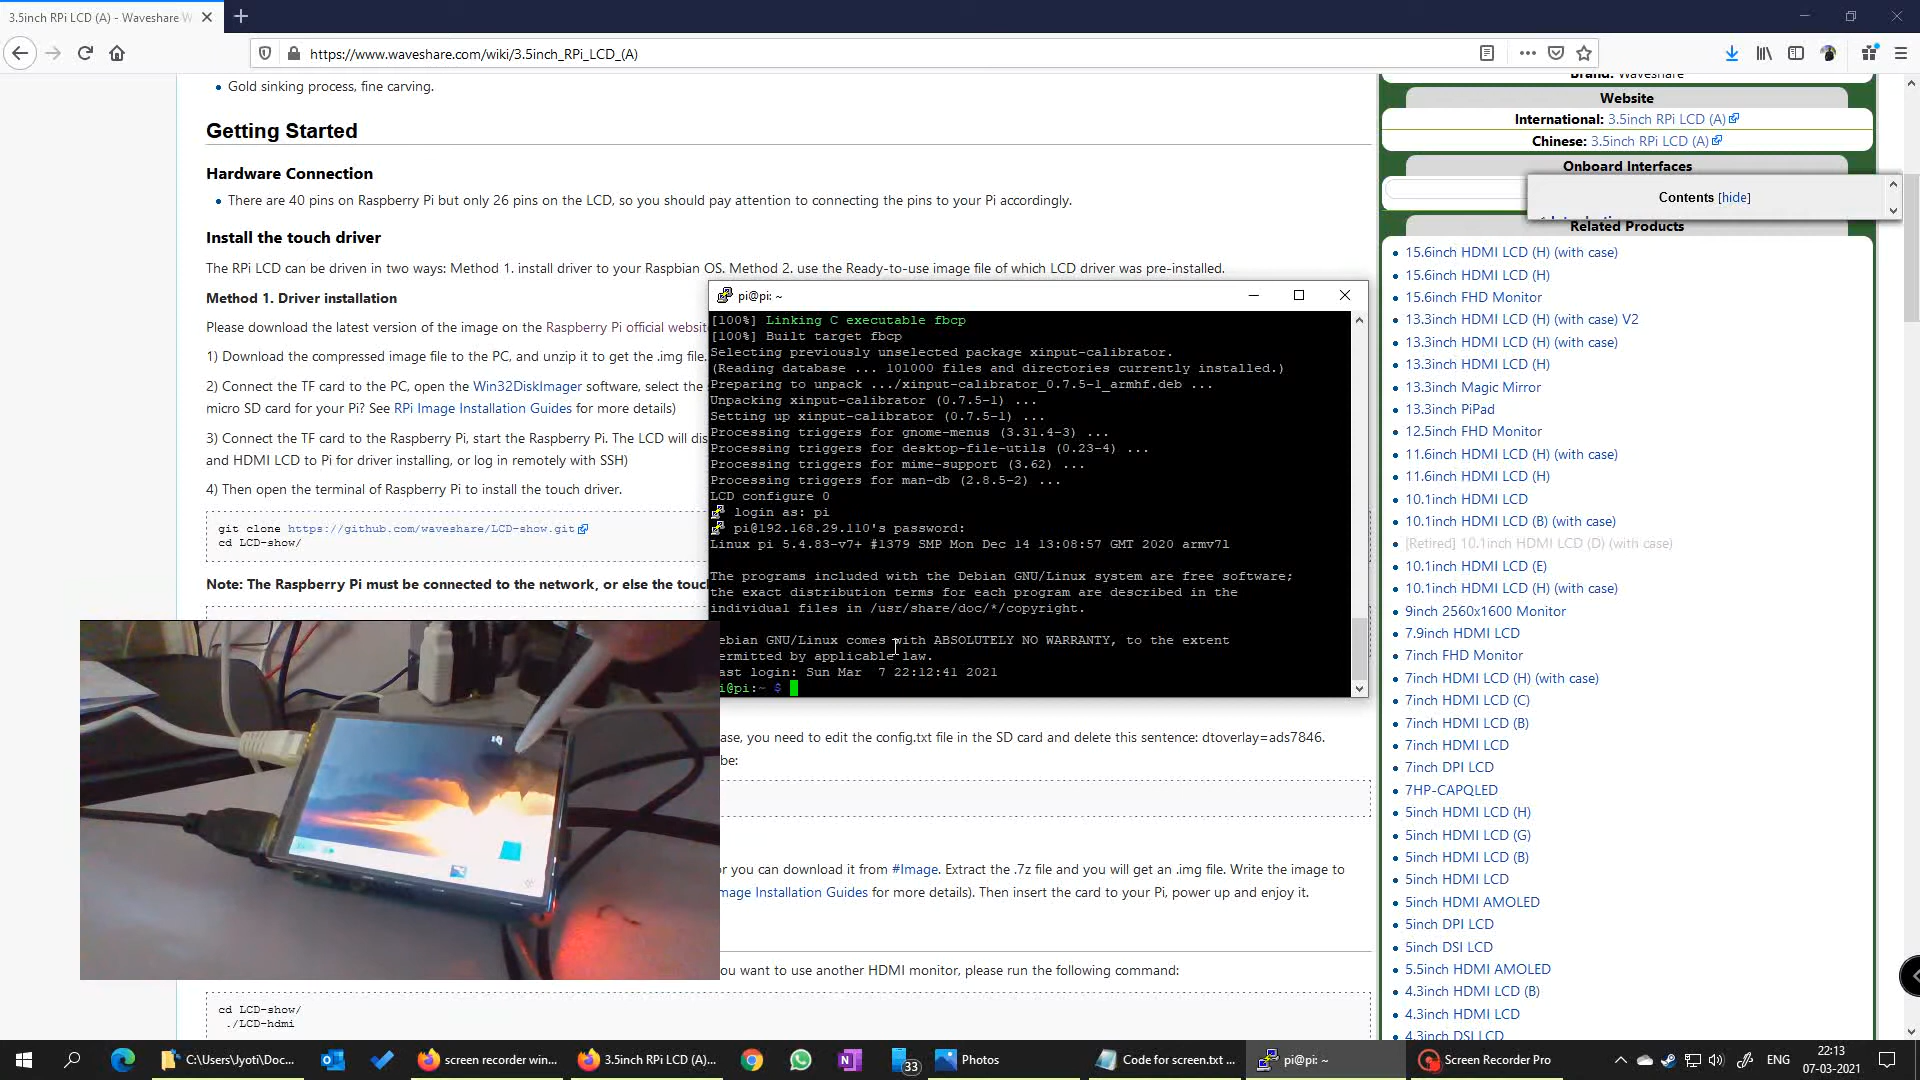 3.5inch RPi LCD (A) - Waveshare W
https://www.waveshare.com/wiki/3.5inch_RPi_LCD_(A)
Gold sinking process, fine carving.
Getting Started
Hardware Connection
There are 40 pins on Raspberry Pi but only 26 pins on the LCD, so you should pay attention to connecting the pins to your Pi accordingly.
Install the touch driver
The RPi LCD can be driven in two ways: Method 1. install driver to your Raspbian OS. Method 2. use the Ready-to-use image file of which LCD driver was pre-installed.
Method 1. Driver installation
Please download the latest version of the image on the Raspberry Pi official websit
1) Download the compressed image file to the PC, and unzip it to get the .img file.
2) Connect the TF card to the PC, open the Win32DiskImager software, select the
micro SD card for your Pi? See RPi Image Installation Guides for more details)
3) Connect the TF card to the Raspberry Pi, start the Raspberry Pi. The LCD will dis
and HDMI LCD to Pi for driver installing, or log in remotely with SSH)
4) Then open the terminal of Raspberry Pi to install the touch driver.
git clone https://github.com/waveshare/LCD-show.git
cd LCD-show/
Note: The Raspberry Pi must be connected to the network, or else the touc
pi@pi: ~
[100%] Linking C executable fbcp
[100%] Built target fbcp
Selecting previously unselected package xinput-calibrator.
(Reading database ... 101000 files and directories currently installed.)
Preparing to unpack .../xinput-calibrator_0.7.5-1_armhf.deb ...
Unpacking xinput-calibrator (0.7.5-1) ...
Setting up xinput-calibrator (0.7.5-1) ...
Processing triggers for gnome-menus (3.31.4-3) ...
Processing triggers for desktop-file-utils (0.23-4) ...
Processing triggers for mime-support (3.62) ...
Processing triggers for man-db (2.8.5-2) ...
LCD configure 0
login as: pi
pi@192.168.29.110's password:
Linux pi 5.4.83-v7+ #1379 SMP Mon Dec 14 13:08:57 GMT 2020 armv7l
The programs included with the Debian GNU/Linux system are free software;
the exact distribution terms for each program are described in the
individual files in /usr/share/doc/*/copyright.
ebian GNU/Linux comes with ABSOLUTELY NO WARRANTY, to the extent
ermitted by applicable law.
ast login: Sun Mar  7 22:12:41 2021
i@pi:~ $
ase, you need to edit the config.txt file in the SD card and delete this sentence: dtoverlay=ads7846.
be:
or you can download it from #Image. Extract the .7z file and you will get an .img file. Write the image to
mage Installation Guides for more details). Then insert the card to your Pi, power up and enjoy it.
ou want to use another HDMI monitor, please run the following command:
cd LCD-show/
./LCD-hdmi
Brand: Waveshare
Website
International: 3.5inch RPi LCD (A)
Chinese: 3.5inch RPi LCD (A)
Onboard Interfaces
Contents [hide]
Related Products
15.6inch HDMI LCD (H) (with case)
15.6inch HDMI LCD (H)
15.6inch FHD Monitor
13.3inch HDMI LCD (H) (with case) V2
13.3inch HDMI LCD (H) (with case)
13.3inch HDMI LCD (H)
13.3inch Magic Mirror
13.3inch PiPad
12.5inch FHD Monitor
11.6inch HDMI LCD (H) (with case)
11.6inch HDMI LCD (H)
10.1inch HDMI LCD
10.1inch HDMI LCD (B) (with case)
[Retired] 10.1inch HDMI LCD (D) (with case)
10.1inch HDMI LCD (E)
10.1inch HDMI LCD (H) (with case)
9inch 2560x1600 Monitor
7.9inch HDMI LCD
7inch FHD Monitor
7inch HDMI LCD (H) (with case)
7inch HDMI LCD (C)
7inch HDMI LCD (B)
7inch HDMI LCD
7inch DPI LCD
7HP-CAPQLED
5inch HDMI LCD (H)
5inch HDMI LCD (G)
5inch HDMI LCD (B)
5inch HDMI LCD
5inch HDMI AMOLED
5inch DPI LCD
5inch DSI LCD
5.5inch HDMI AMOLED
4.3inch HDMI LCD (B)
4.3inch HDMI LCD
4.3inch DSI LCD
C:\Users\Jyoti\Doc...
screen recorder win...
3.5inch RPi LCD (A)...
33
Photos
Code for screen.txt ...
pi@pi: ~
Screen Recorder Pro
ENG
22:13
07-03-2021